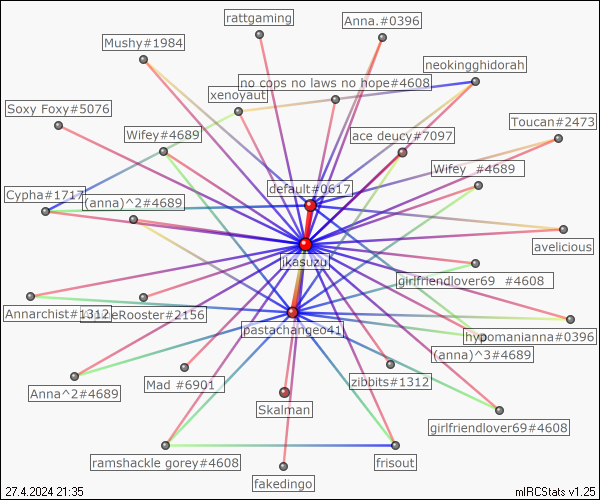 rattgaming
Anna.#0396
Mushy#1984
neokingghidorah
no cops no laws no hope#4608
xenoyaut
Soxy Foxy#5076
Toucan#2473
Wifey#4689
ace deucy#7097
Wifey_#4689
default#0617
Cypha#1717
(anna)^2#4689
avelicious
jkasuzu
girlfriendlover69_#4608
Annarchist#1312
eRooster#2156
hypomanianna#0396
pastachangeo41
(anna)^3#4689
zibbits#1312
Mad #6901
Anna^2#4689
Skalman
girlfriendlover69#4608
ramshackle gorey#4608
frisout
fakedingo
27.4.2024 21:35
mIRCStats v1.25